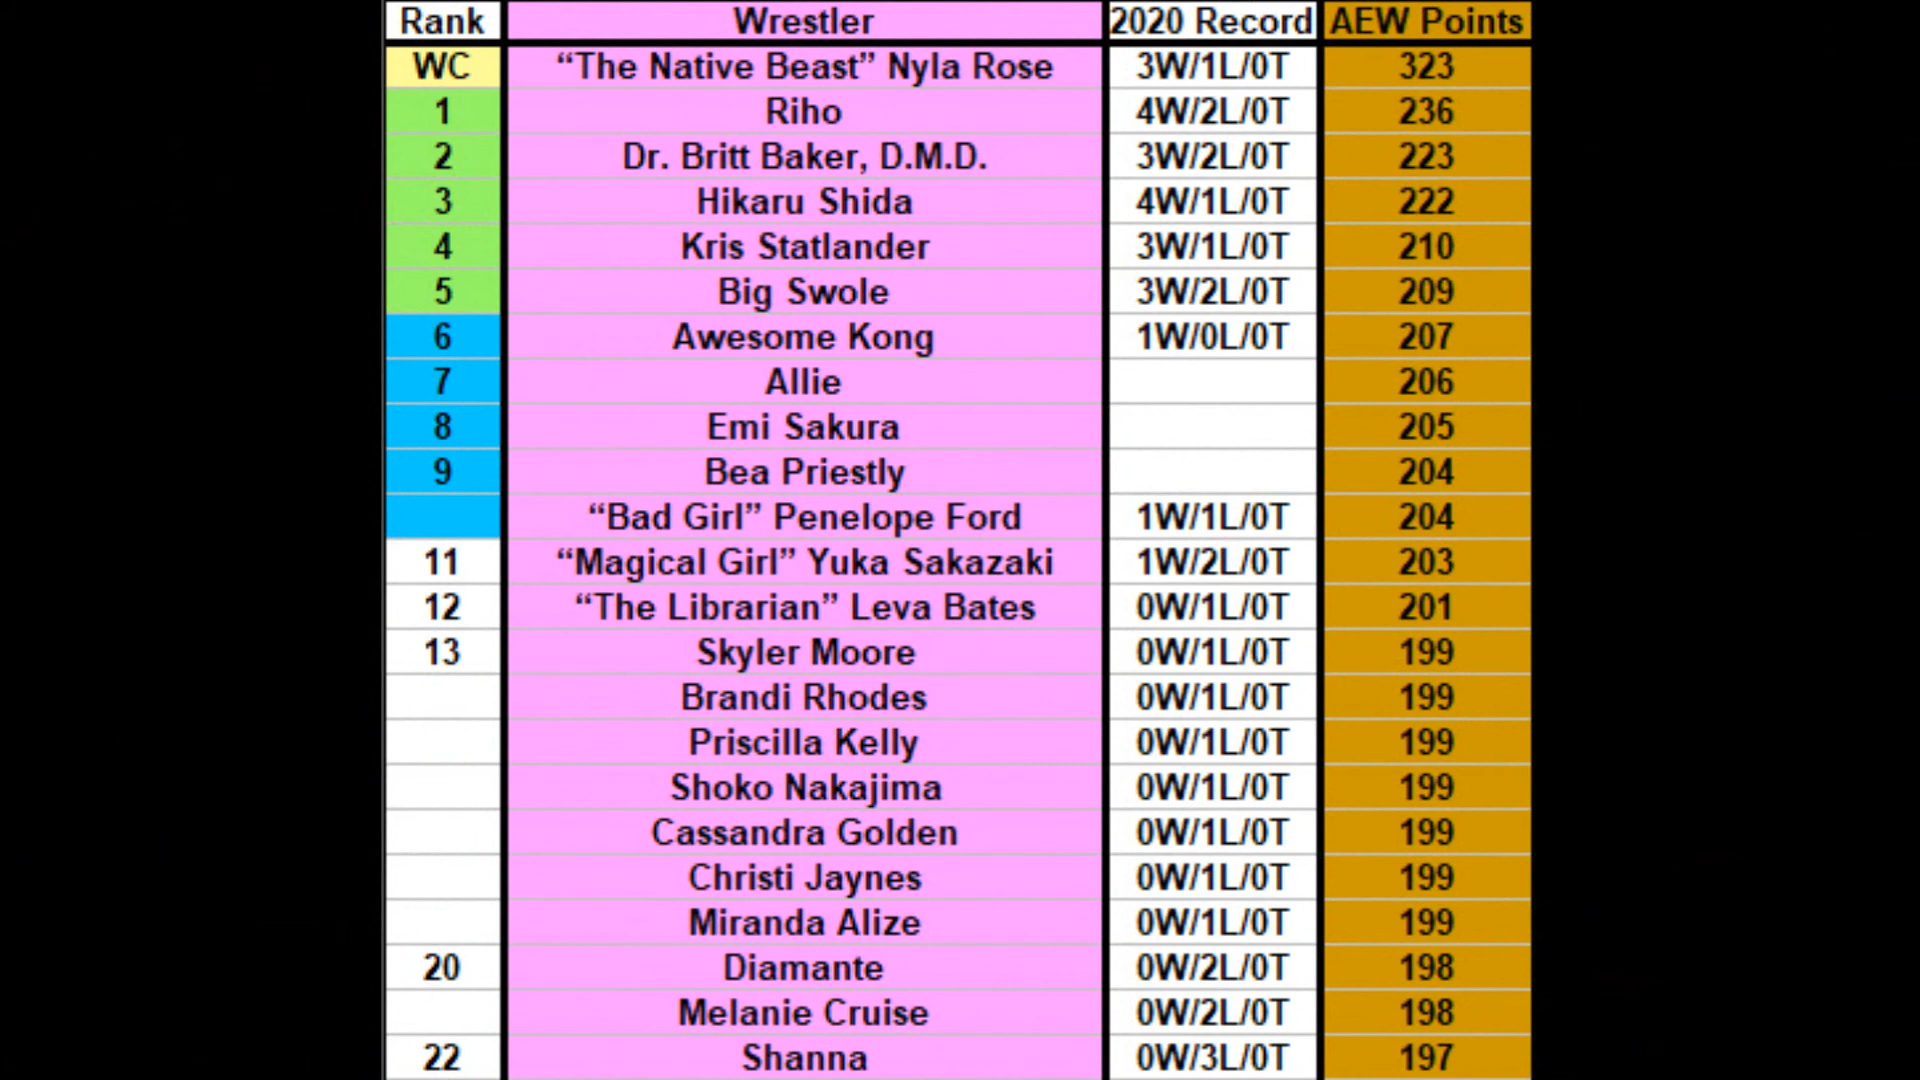 Rank Wrestler 2020 Record AEW Points
WC “The Native Beast” Nyla Rose 3W/1L/0T 323
1 Riho 4W/2L/0T 236
2 Dr. Britt Baker, D.M.D. 3W/2L/0T 223
3 Hikaru Shida 4W/1L/0T 222
4 Kris Statlander 3W/1L/0T 210
5 Big Swole 3W/2L/0T 209
6 Awesome Kong 1W/0L/0T 207
7 Allie 206
8 Emi Sakura 205
9 Bea Priestly 204
“Bad Girl” Penelope Ford 1W/1L/0T 204
11 “Magical Girl” Yuka Sakazaki 1W/2L/0T 203
12 “The Librarian” Leva Bates 0W/1L/0T 201
13 Skyler Moore 0W/1L/0T 199
Brandi Rhodes 0W/1L/0T 199
Priscilla Kelly 0W/1L/0T 199
Shoko Nakajima 0W/1L/0T 199
Cassandra Golden 0W/1L/0T 199
Christi Jaynes 0W/1L/0T 199
Miranda Alize 0W/1L/0T 199
20 Diamante 0W/2L/0T 198
Melanie Cruise 0W/2L/0T 198
22 Shanna 0W/3L/0T 197